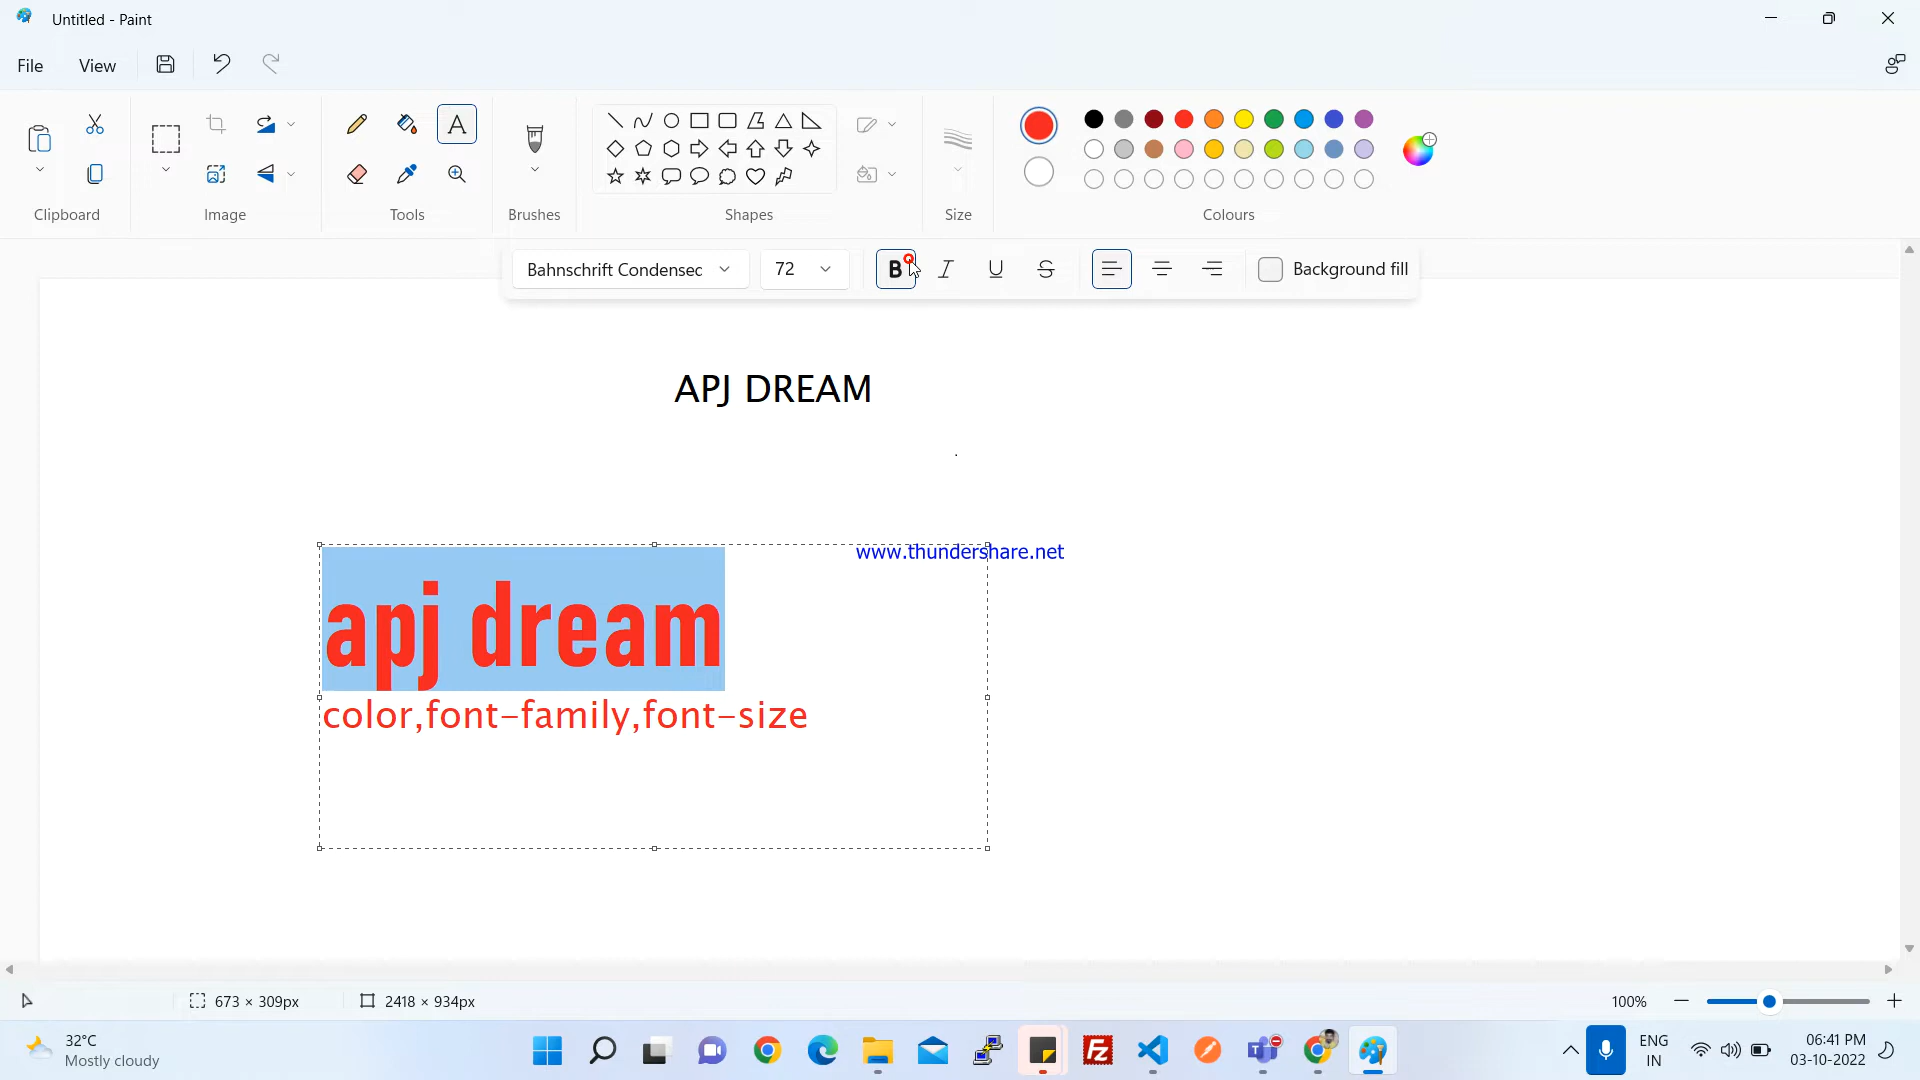 Untitled - Paint
File View
Clipboard Image Tools Brushes Shapes Size Colours
Bahnschrift Condensec 72 B I U S Background fill
APJ DREAM
.
www.thundershare.net
apj dream
color,font-family,font-size
673 × 309px 2418 × 934px 100%
32°C
Mostly cloudy
ENG
IN
06:41 PM
03-10-2022